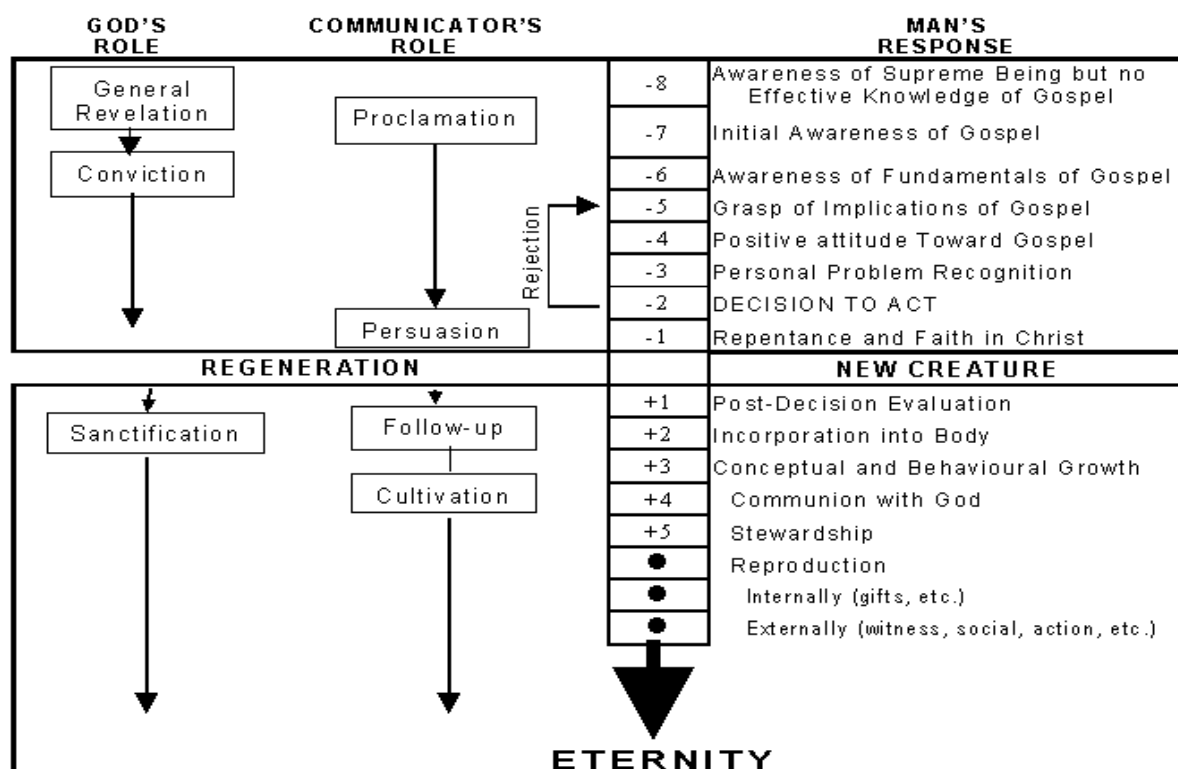 GOD'S
ROLE
COMMUNICATOR'S
ROLE
MAN'S
RESPONSE
General
Revelation
Conviction
Proclamation
Persuasion
Rejection
-8 Awareness of Supreme Being but no
Effective Knowledge of Gospel
-7 Initial Awareness of Gospel
-6 Awareness of Fundamentals of Gospel
-5 Grasp of Implications of Gospel
-4 Positive attitude Toward Gospel
-3 Personal Problem Recognition
-2 DECISION TO ACT
-1 Repentance and Faith in Christ
REGENERATION
NEW CREATURE
Sanctification
Follow-up
Cultivation
+1 Post-Decision Evaluation
+2 Incorporation into Body
+3 Conceptual and Behavioural Growth
+4 Communion with God
+5 Stewardship
Reproduction
Internally (gifts, etc.)
Externally (witness, social, action, etc.)
ETERNITY